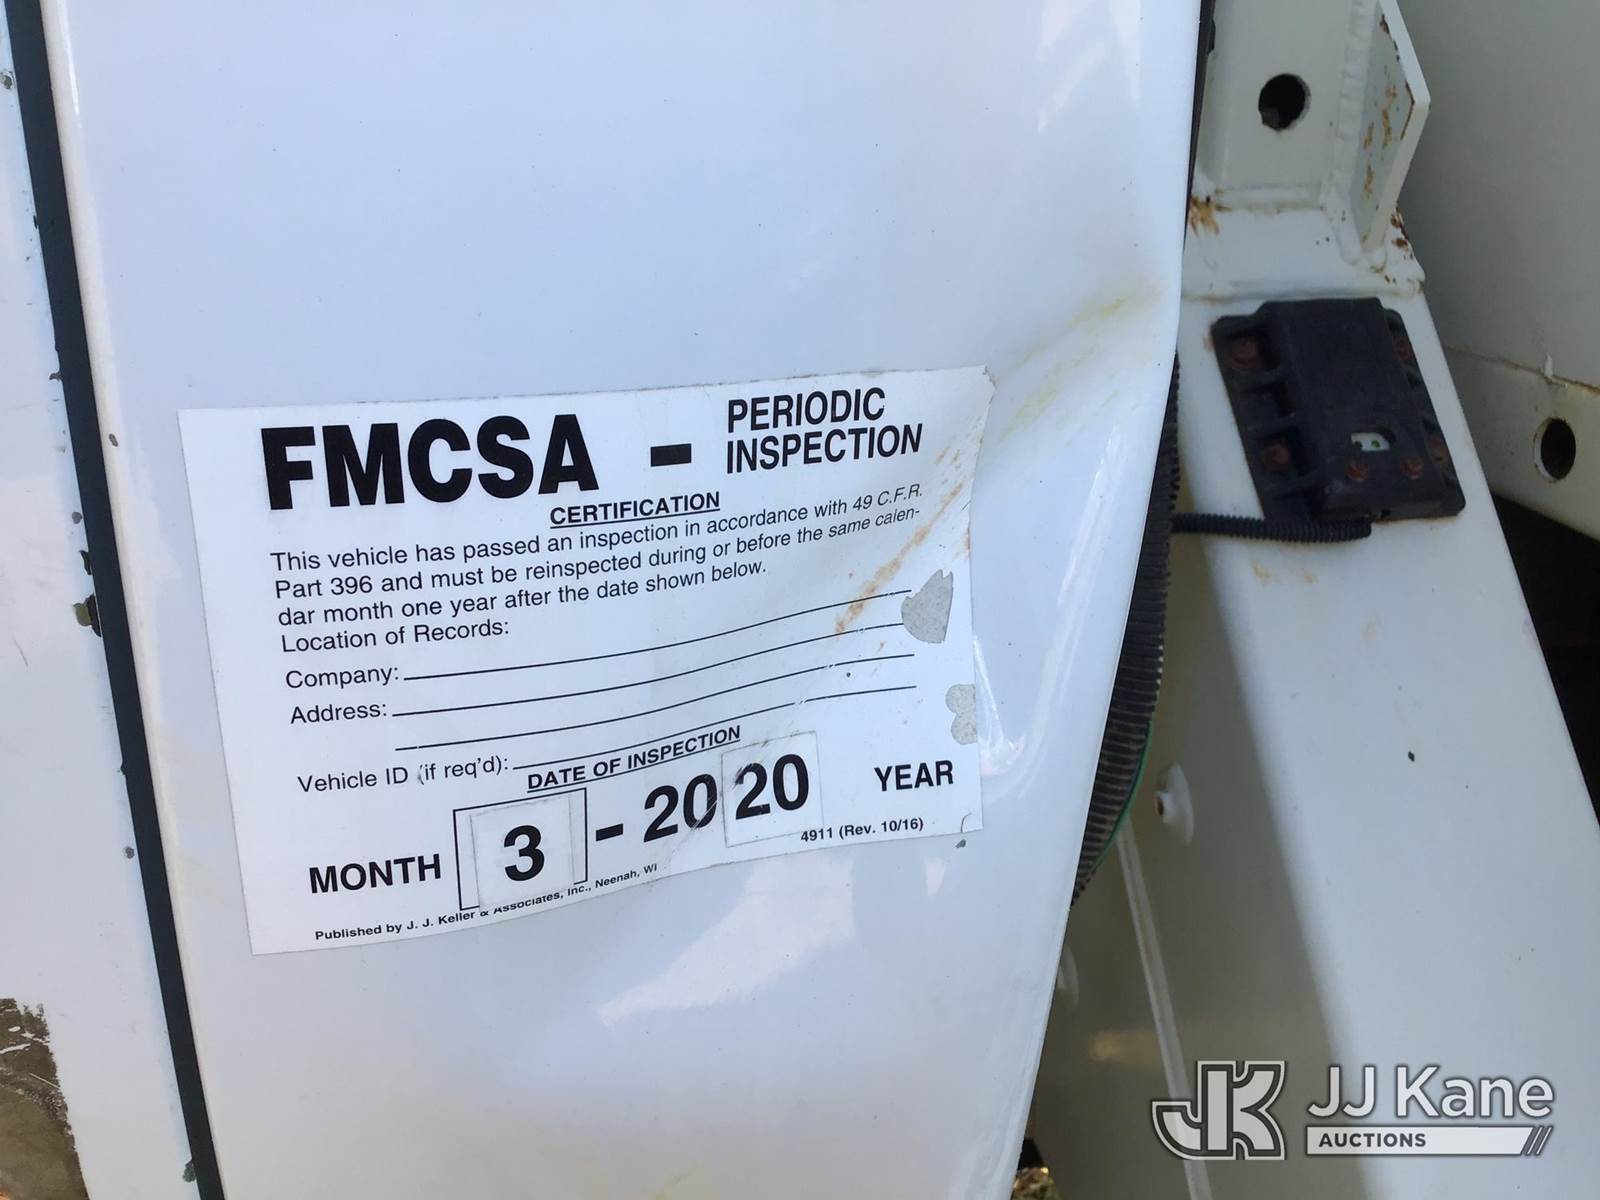 FMCSA - PERIODIC
INSPECTION
CERTIFICATION
This vehicle has passed an inspection in accordance with 49 C.F.R.
Part 396 and must be reinspected during or before the same calen-
dar month one year after the date shown below.
Location of Records:
Company:
Address:
Vehicle ID (if req'd):
DATE OF INSPECTION
MONTH 3 - 20 20 YEAR
4911 (Rev. 10/16)
Published by J. J. Keller & Associates, Inc., Neenah, WI
JK JJ Kane
AUCTIONS